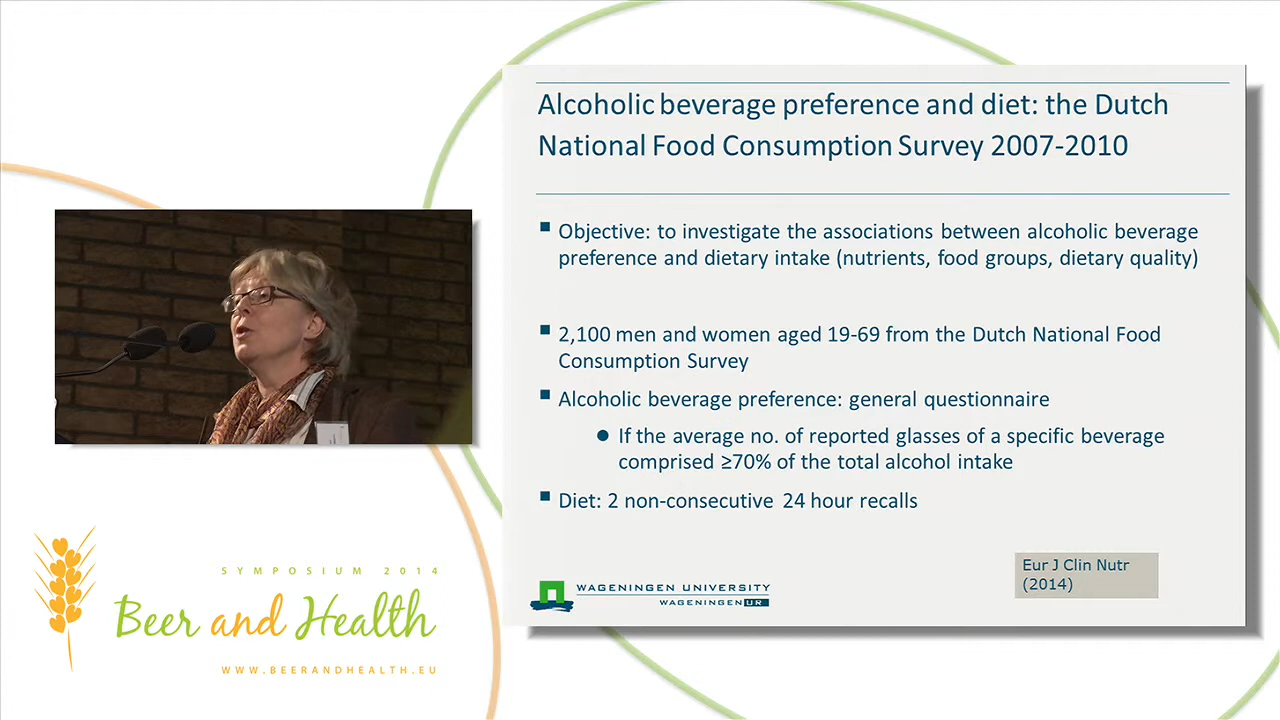 Alcoholic beverage preference and diet: the Dutch
National Food Consumption Survey 2007-2010
Objective: to investigate the associations between alcoholic beverage
preference and dietary intake (nutrients, food groups, dietary quality)
2,100 men and women aged 19-69 from the Dutch National Food
Consumption Survey
Alcoholic beverage preference: general questionnaire
If the average no. of reported glasses of a specific beverage
comprised ≥70% of the total alcohol intake
Diet: 2 non-consecutive 24 hour recalls
Eur J Clin Nutr
(2014)
WAGENINGEN UNIVERSITY
WAGENINGEN UR
SYMPOSIUM 2014
Beer and Health
WWW.BEERANDHEALTH.EU